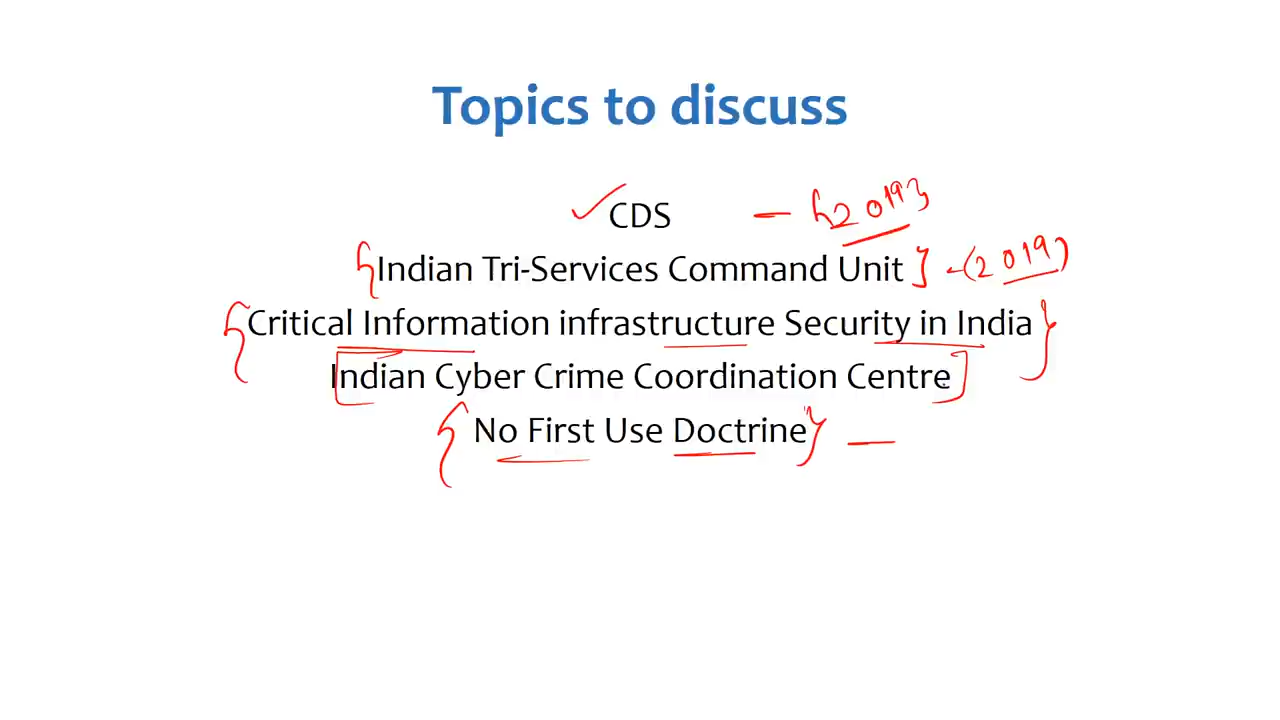 Topics to discuss
CDS - {2019}
Indian Tri-Services Command Unit - (2019)
Critical Information infrastructure Security in India
Indian Cyber Crime Coordination Centre
No First Use Doctrine